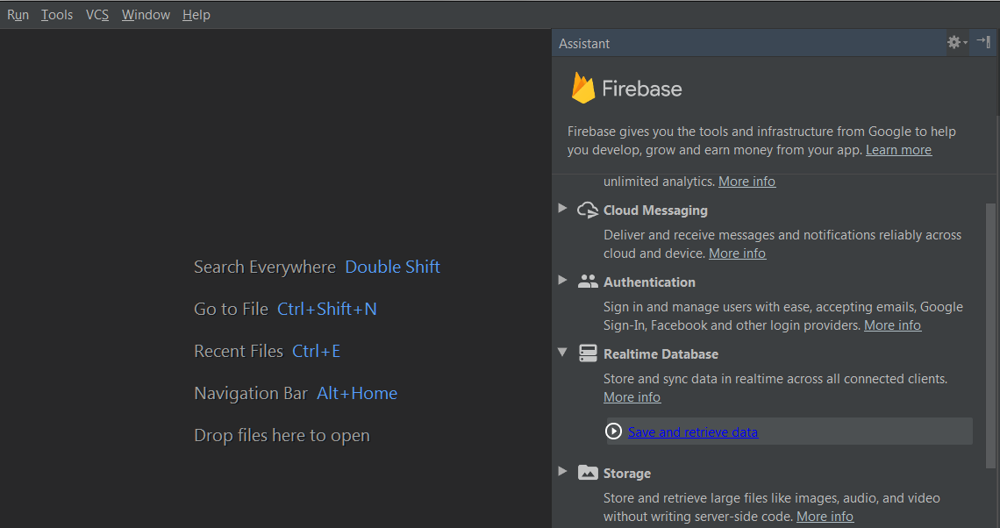 Run Tools VCS Window Help
Assistant
Firebase
Firebase gives you the tools and infrastructure from Google to help
you develop, grow and earn money from your app. Learn more
unlimited analytics. More info
Cloud Messaging
Deliver and receive messages and notifications reliably across
cloud and device. More info
Authentication
Sign in and manage users with ease, accepting emails, Google
Sign-In, Facebook and other login providers. More info
Realtime Database
Store and sync data in realtime across all connected clients.
More info
Save and retrieve data
Storage
Store and retrieve large files like images, audio, and video
without writing server-side code. More info
Search Everywhere Double Shift
Go to File Ctrl+Shift+N
Recent Files Ctrl+E
Navigation Bar Alt+Home
Drop files here to open